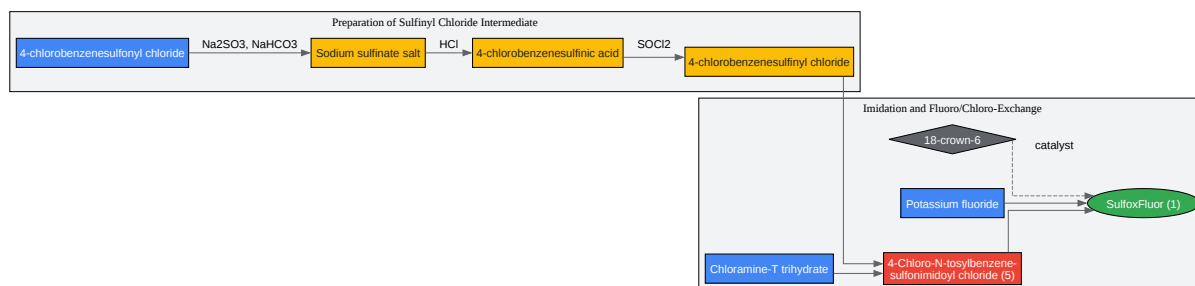 Preparation of Sulfinyl Chloride Intermediate
4-chlorobenzenesulfonyl chloride
Na2SO3, NaHCO3
Sodium sulfinate salt
HCl
4-chlorobenzenesulfinic acid
SOCl2
4-chlorobenzenesulfinyl chloride
Imidation and Fluoro/Chloro-Exchange
18-crown-6
catalyst
Potassium fluoride
SulfoxFluor (1)
Chloramine-T trihydrate
4-Chloro-N-tosylbenzene-
sulfonimidoyl chloride (5)